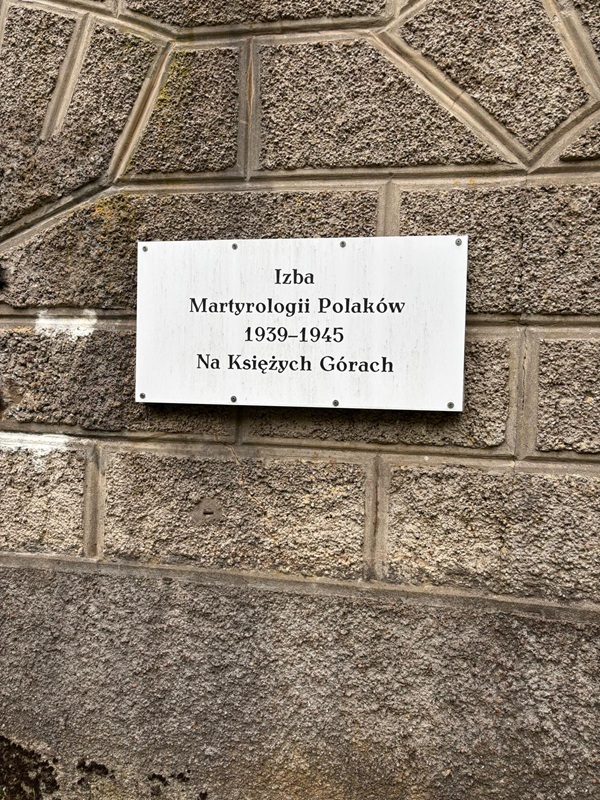 Izba
Martyrologii Polaków
1939–1945
Na Księżych Górach